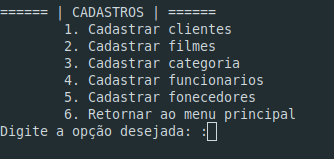 ====== | CADASTROS | ======
1. Cadastrar clientes
2. Cadastrar filmes
3. Cadastrar categoria
4. Cadastrar funcionarios
5. Cadastrar fonecedores
6. Retornar ao menu principal
Digite a opção desejada: :